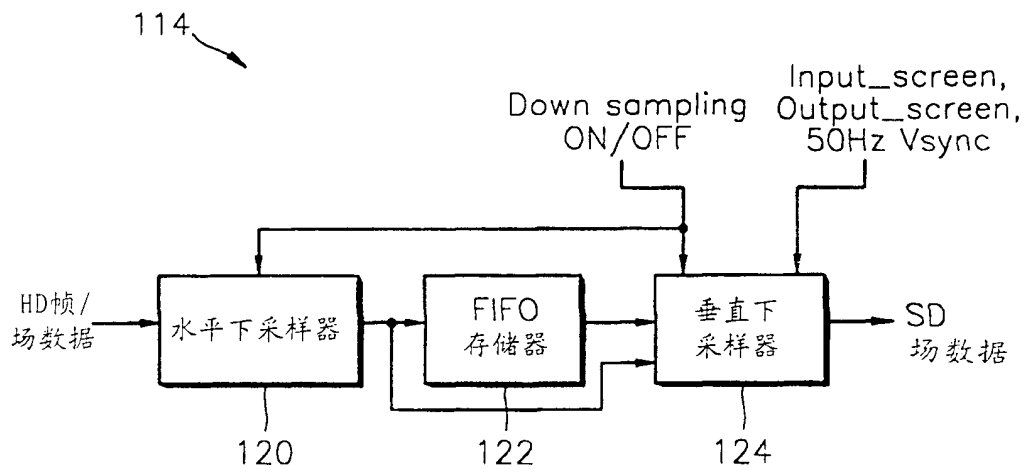 114
Down sampling
ON/OFF
Input_screen,
Output_screen,
50Hz Vsync
HD帧/
场数据
水平下采样器
FIFO
存储器
垂直下
采样器
SD
场数据
120
122
124